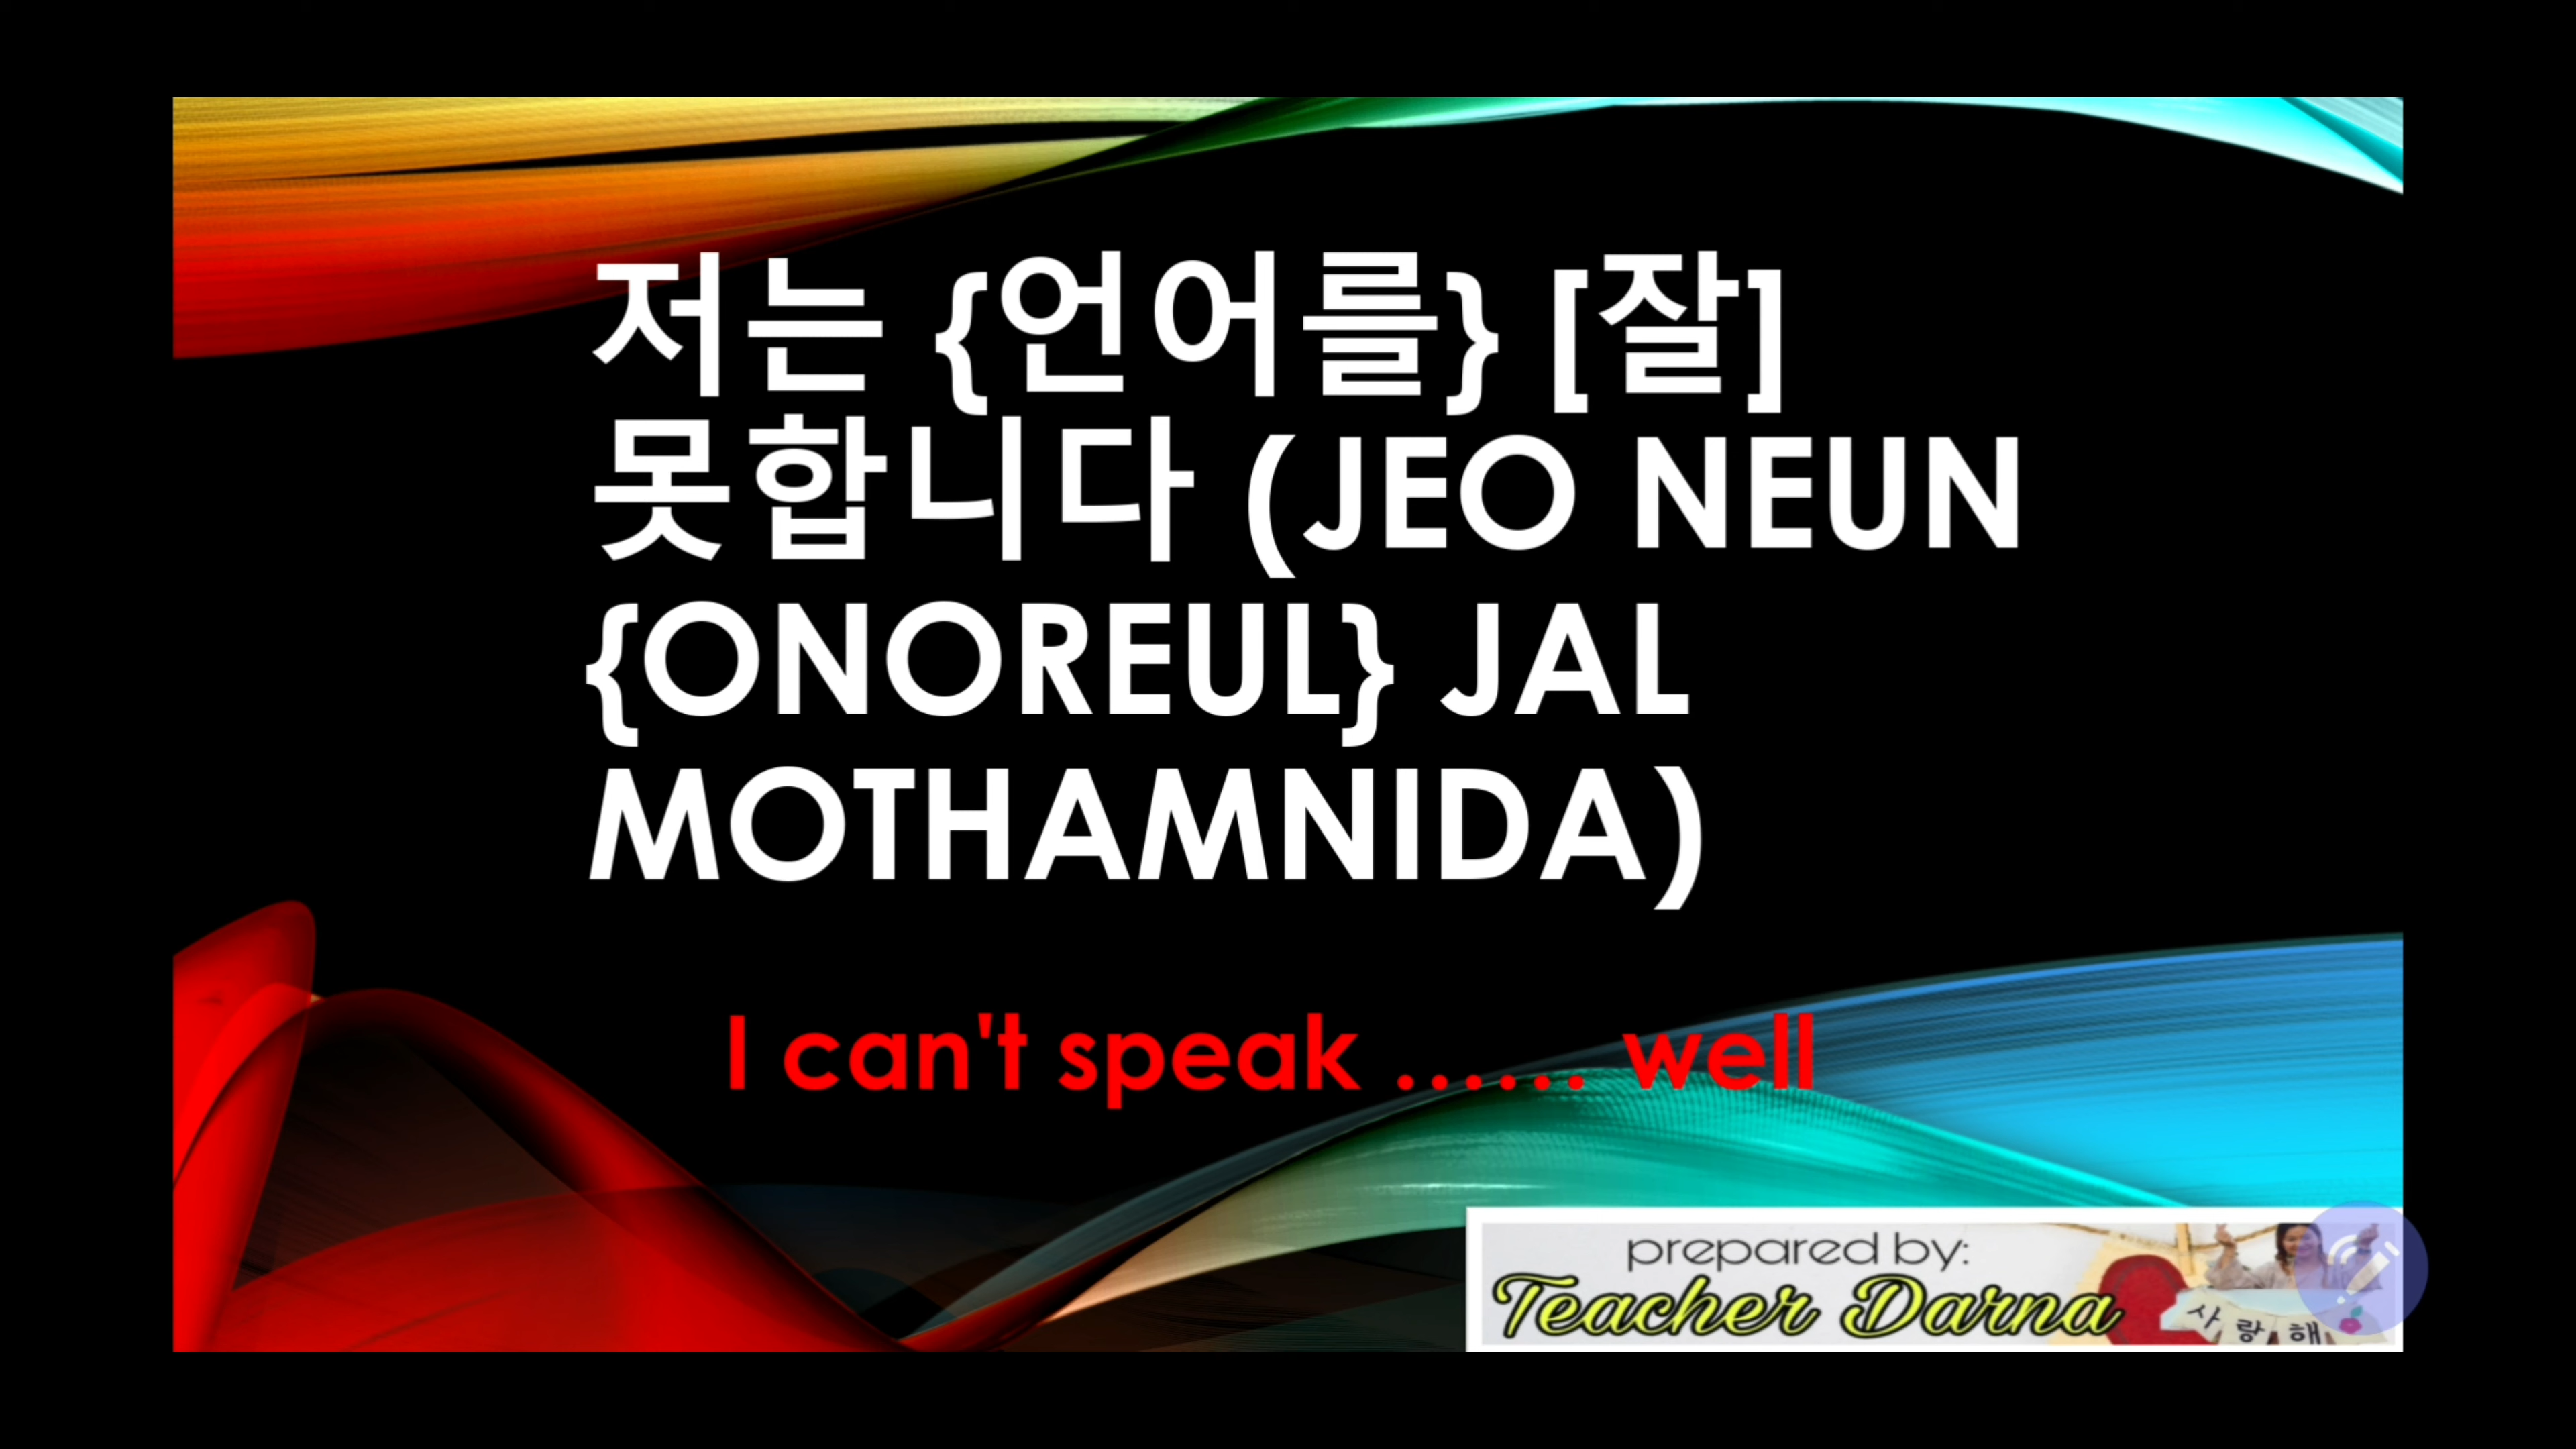 저는 {언어를} [잘]
못합니다 (JEO NEUN
{ONOREUL} JAL
MOTHAMNIDA)
I can't speak ...... well
prepared by:
Teacher Darna
사랑해